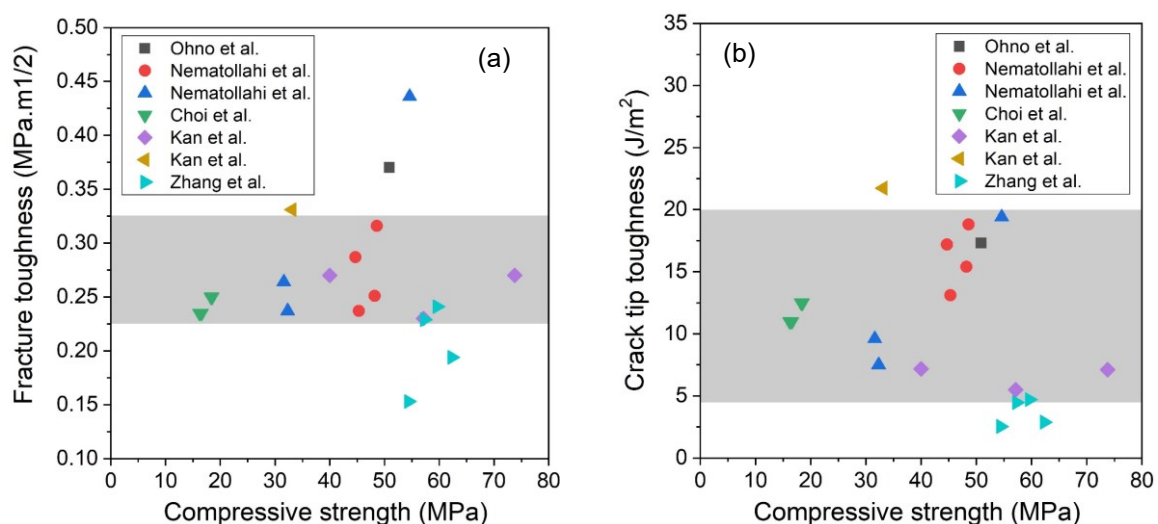 (a)
Fracture toughness (MPa.m1/2)
0.50
0.45
0.40
0.35
0.30
0.25
0.20
0.15
0.10
Ohno et al.
Nematollahi et al.
Nematollahi et al.
Choi et al.
Kan et al.
Kan et al.
Zhang et al.
0 10 20 30 40 50 60 70 80
Compressive strength (MPa)
(b)
Crack tip toughness (J/m²)
35
30
25
20
15
10
5
0
Ohno et al.
Nematollahi et al.
Nematollahi et al.
Choi et al.
Kan et al.
Kan et al.
Zhang et al.
0 10 20 30 40 50 60 70 80
Compressive strength (MPa)